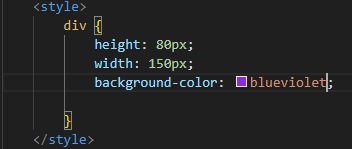 <style>
div {
height: 80px;
width: 150px;
background-color: blueviolet;
}
</style>